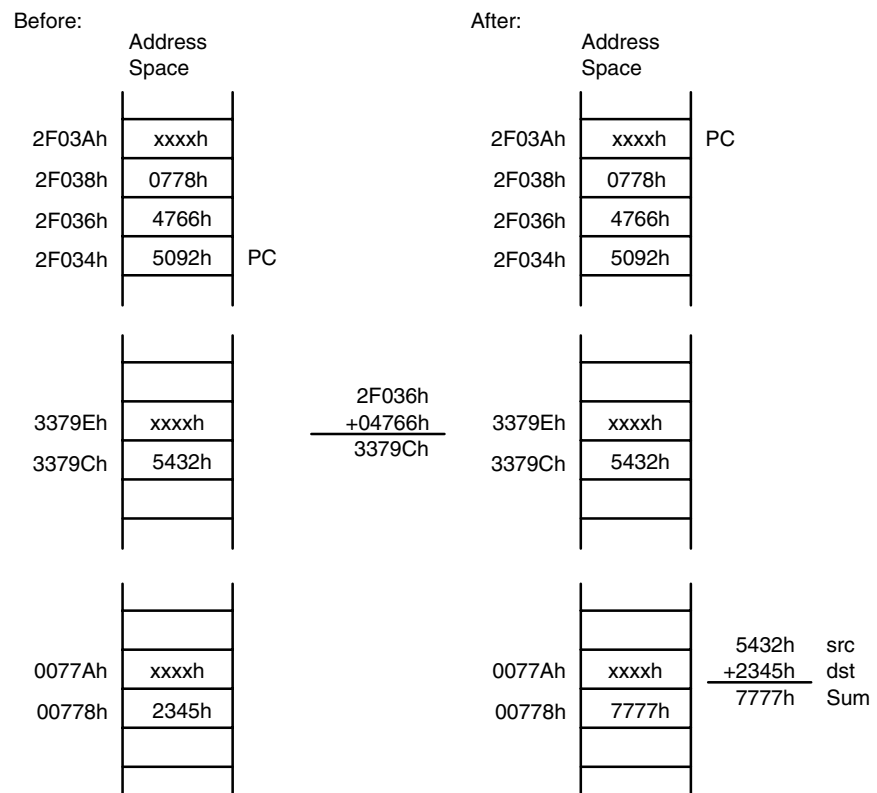 Before:
After:
Address
Space
Address
Space
2F03Ah xxxxh
2F03Ah xxxxh PC
2F038h 0778h
2F038h 0778h
2F036h 4766h
2F036h 4766h
2F034h 5092h PC
2F034h 5092h
2F036h
3379Eh xxxxh
+04766h
3379Eh xxxxh
3379Ch 5432h
3379Ch
3379Ch 5432h
5432h src
0077Ah xxxxh
0077Ah xxxxh
+2345h dst
00778h 2345h
00778h 7777h
7777h Sum